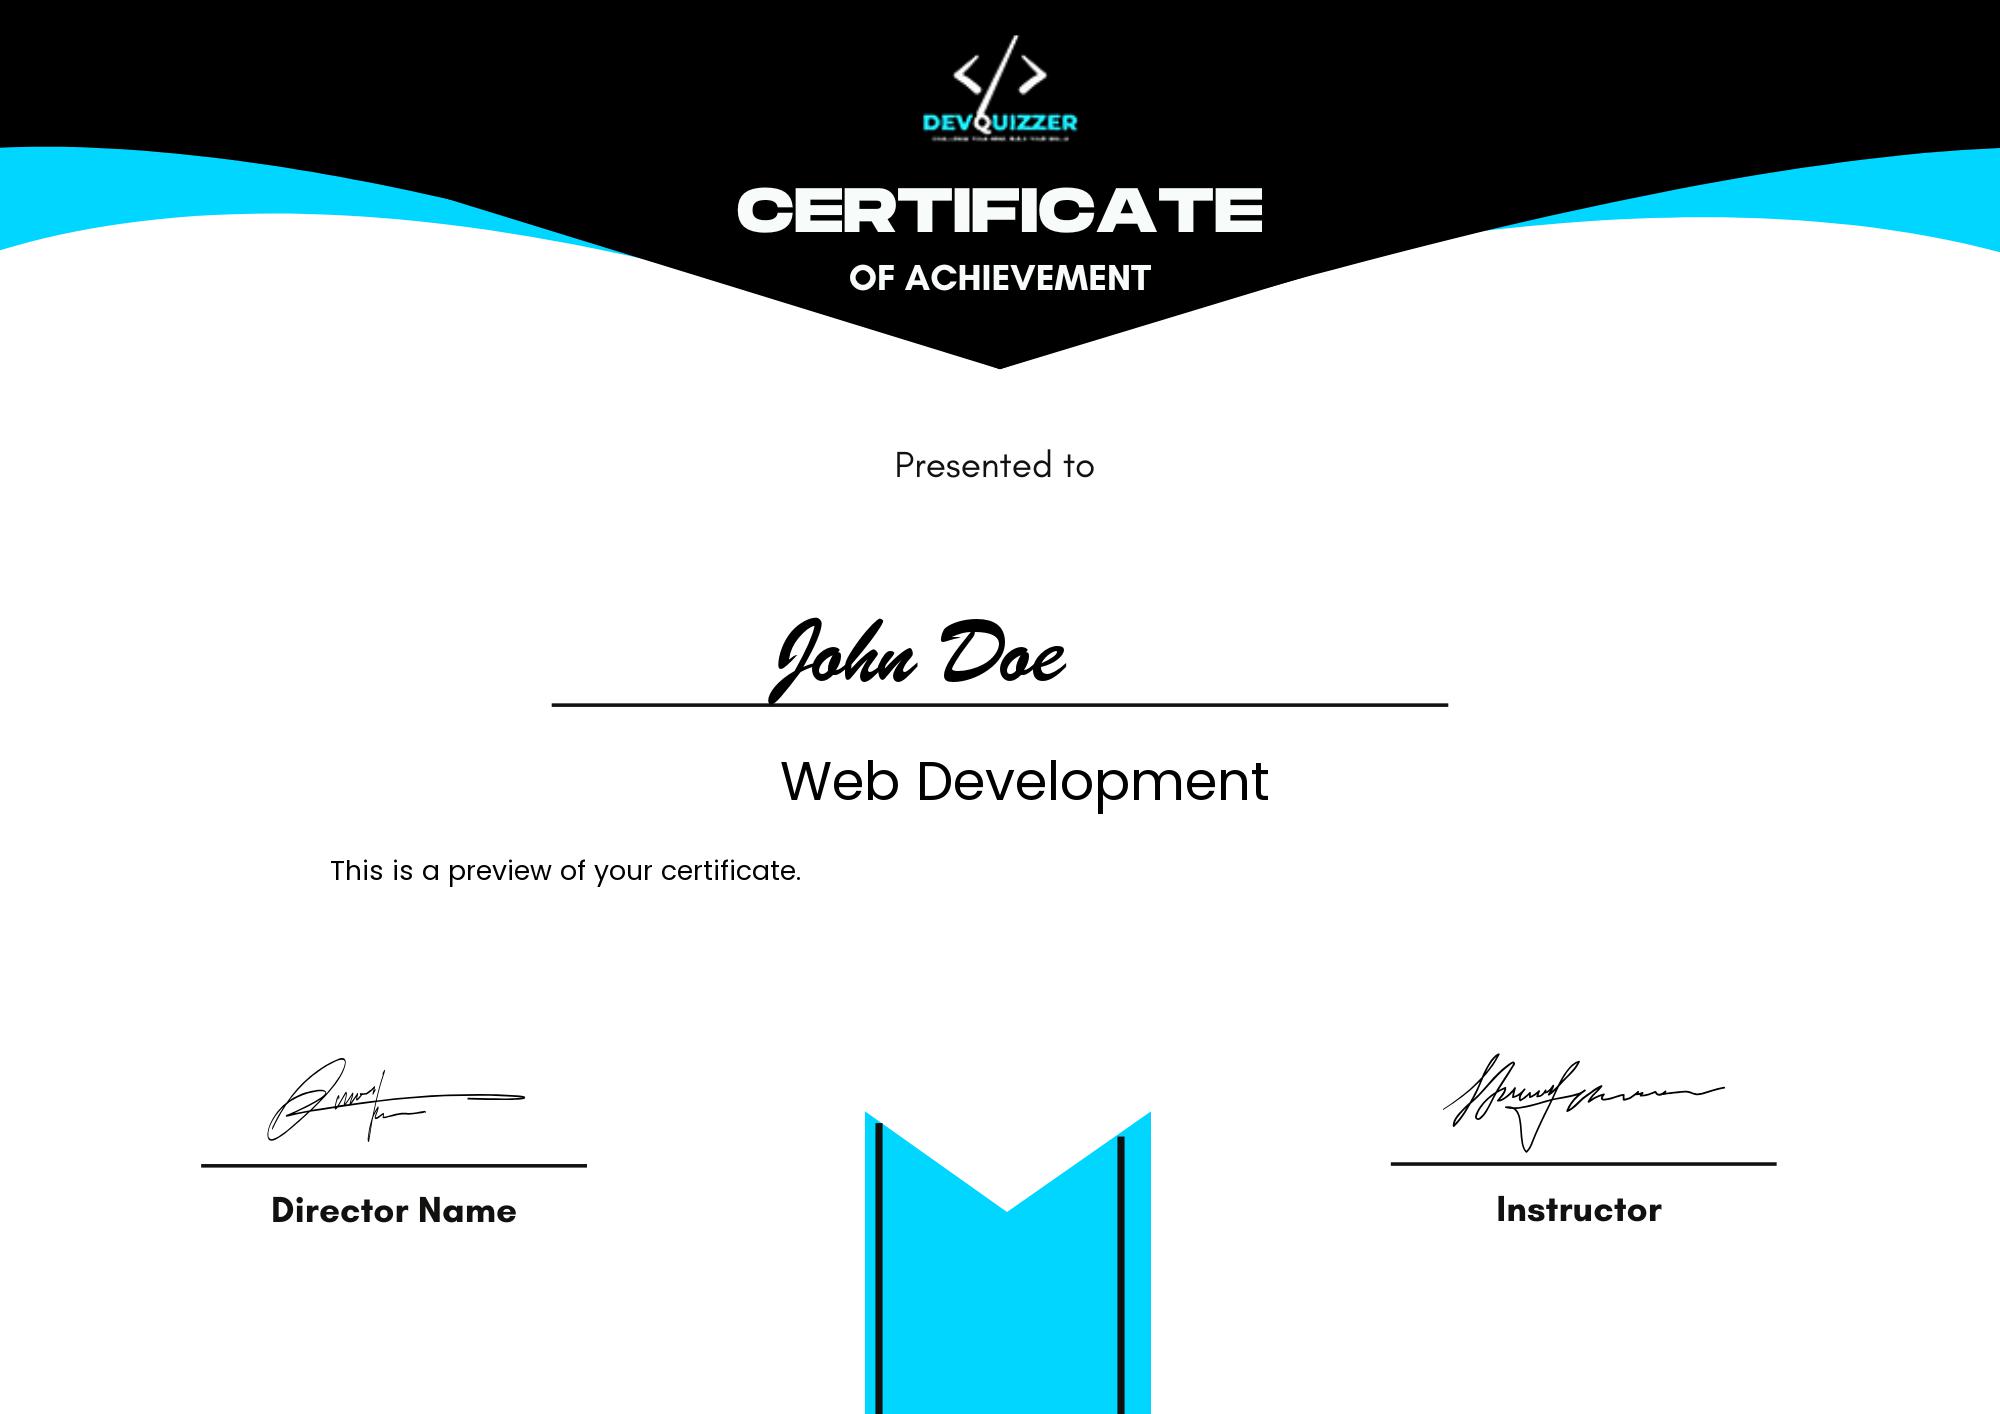 DEVQUIZZER
CERTIFICATE
OF ACHIEVEMENT
Presented to
John Doe
Web Development
This is a preview of your certificate.
Director Name
Instructor